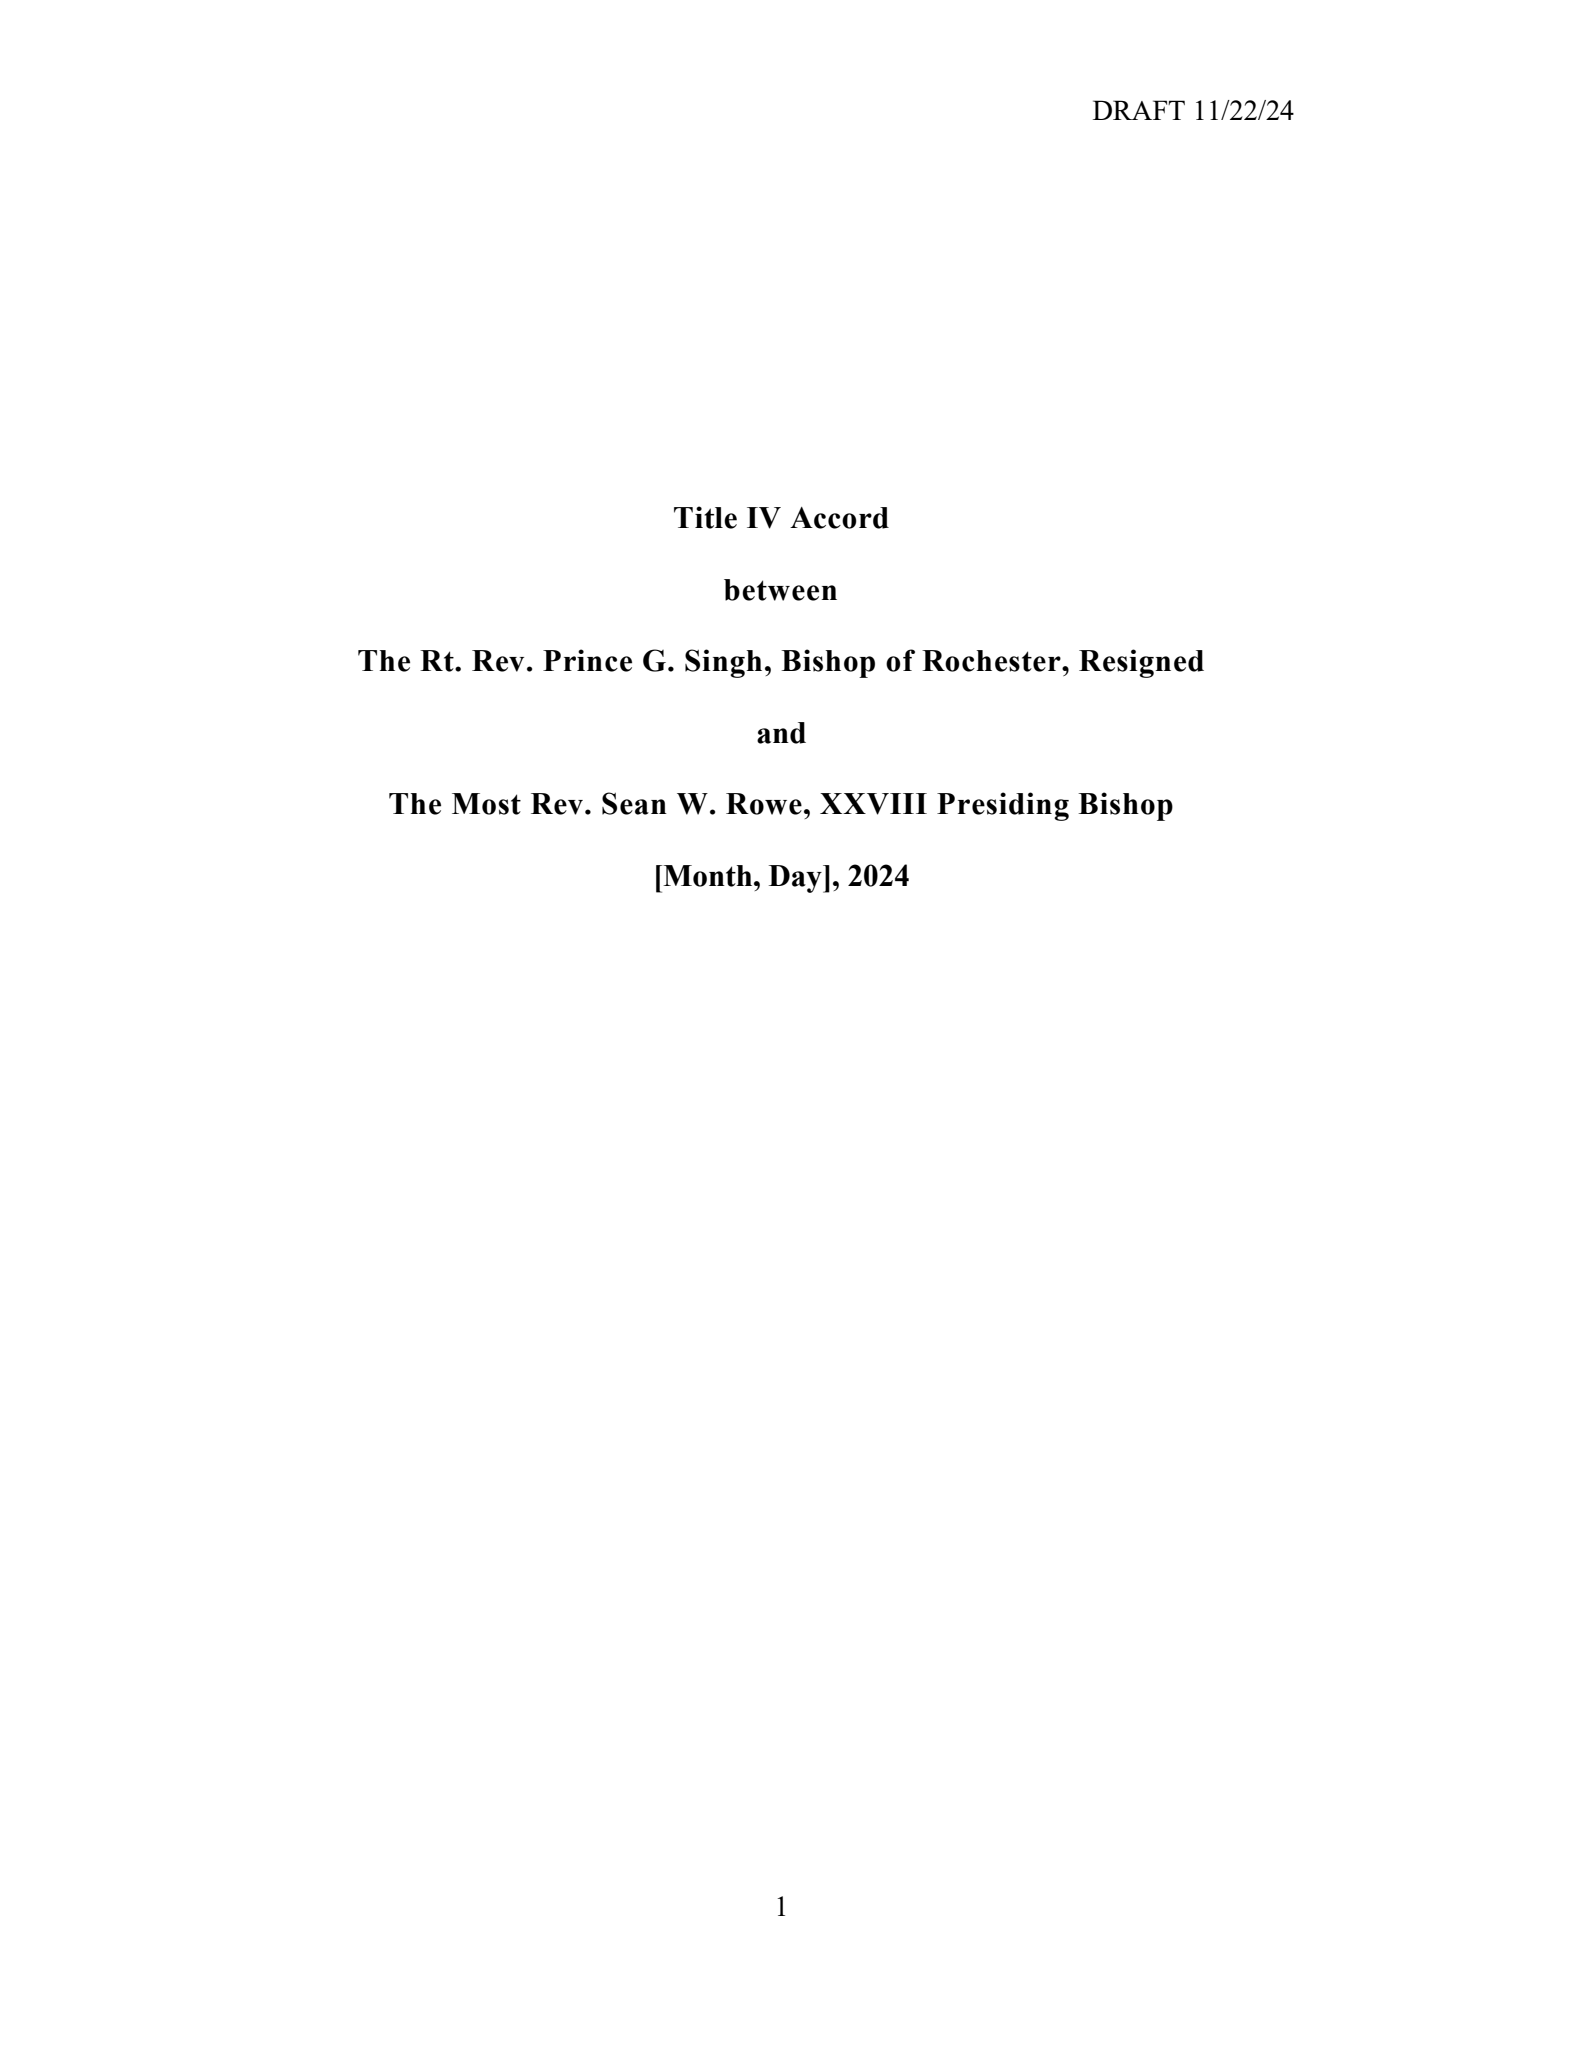 DRAFT 11/22/24
Title IV Accord
between
The Rt. Rev. Prince G. Singh, Bishop of Rochester, Resigned
and
The Most Rev. Sean W. Rowe, XXVIII Presiding Bishop
[Month, Day], 2024
1